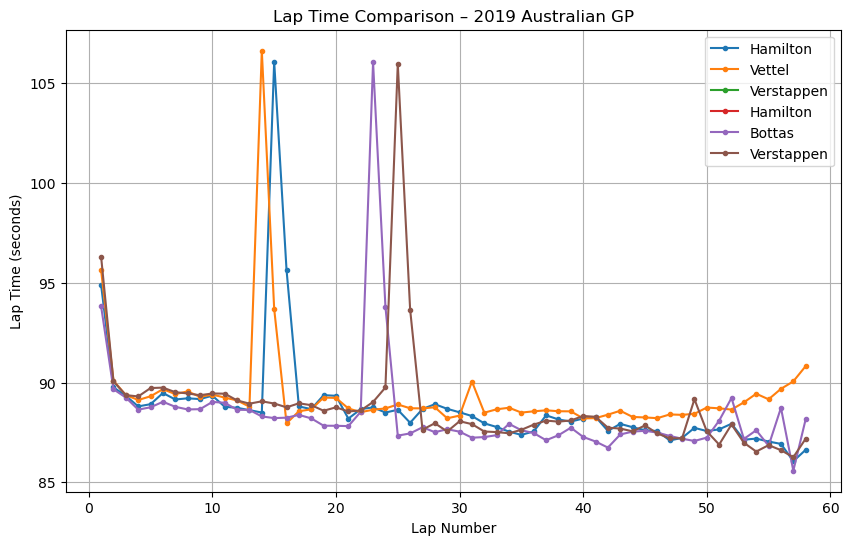 Lap Time Comparison – 2019 Australian GP
Hamilton
Vettel
Verstappen
Hamilton
Bottas
Verstappen
Lap Time (seconds)
105
100
95
90
85
0 10 20 30 40 50 60
Lap Number